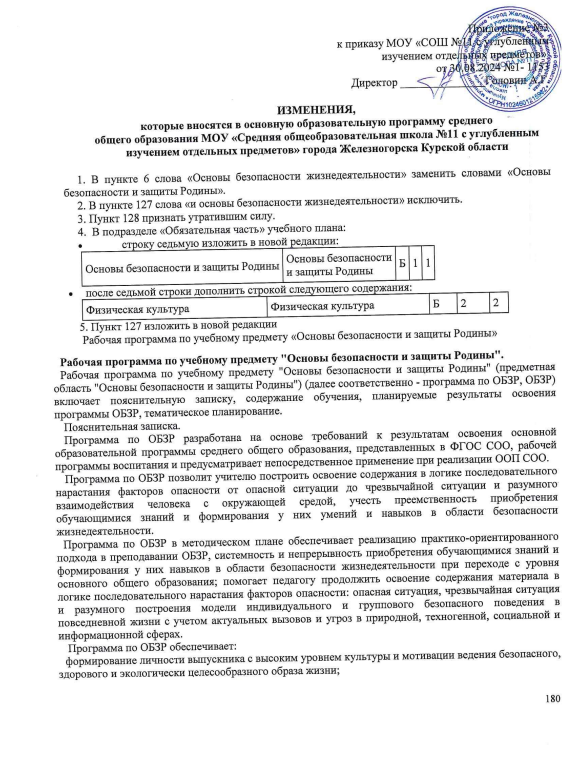 Приложение №2
к приказу МОУ «СОШ №11 с углубленным
изучением отдельных предметов»
от 30.08.2024 №1-
Директор Головин А.Г.
ИЗМЕНЕНИЯ,
которые вносятся в основную образовательную программу среднего
общего образования МОУ «Средняя общеобразовательная школа №11 с углубленным
изучением отдельных предметов» города Железногорска Курской области
1. В пункте 6 слова «Основы безопасности жизнедеятельности» заменить словами «Основы
безопасности и защиты Родины».
2. В пункте 127 слова «и основы безопасности жизнедеятельности» исключить.
3. Пункт 128 признать утратившим силу.
4. В подразделе «Обязательная часть» учебного плана:
• строку седьмую изложить в новой редакции:
Основы безопасности и защиты Родины Основы безопасности и защиты Родины Б 1 1
• после седьмой строки дополнить строкой следующего содержания:
Физическая культура Физическая культура Б 2 2
5. Пункт 127 изложить в новой редакции
Рабочая программа по учебному предмету «Основы безопасности и защиты Родины»
Рабочая программа по учебному предмету "Основы безопасности и защиты Родины".
Рабочая программа по учебному предмету "Основы безопасности и защиты Родины" (предметная
область "Основы безопасности и защиты Родины") (далее соответственно - программа по ОБЗР, ОБЗР)
включает пояснительную записку, содержание обучения, планируемые результаты освоения
программы ОБЗР, тематическое планирование.
Пояснительная записка.
Программа по ОБЗР разработана на основе требований к результатам освоения основной
образовательной программы среднего общего образования, представленных в ФГОС СОО, рабочей
программы воспитания и предусматривает непосредственное применение при реализации ООП СОО.
Программа по ОБЗР позволит учителю построить освоение содержания в логике последовательного
нарастания факторов опасности от опасной ситуации до чрезвычайной ситуации и разумного
взаимодействия человека с окружающей средой, учесть преемственность приобретения
обучающимися знаний и формирования у них умений и навыков в области безопасности
жизнедеятельности.
Программа по ОБЗР в методическом плане обеспечивает реализацию практико-ориентированного
подхода в преподавании ОБЗР, системность и непрерывность приобретения обучающимися знаний и
формирования у них навыков в области безопасности жизнедеятельности при переходе с уровня
основного общего образования; помогает педагогу продолжить освоение содержания материала в
логике последовательного нарастания факторов опасности: опасная ситуация, чрезвычайная ситуация
и разумного построения модели индивидуального и группового безопасного поведения в
повседневной жизни с учетом актуальных вызовов и угроз в природной, техногенной, социальной и
информационной сферах.
Программа по ОБЗР обеспечивает:
формирование личности выпускника с высоким уровнем культуры и мотивации ведения безопасного,
здорового и экологически целесообразного образа жизни;
180